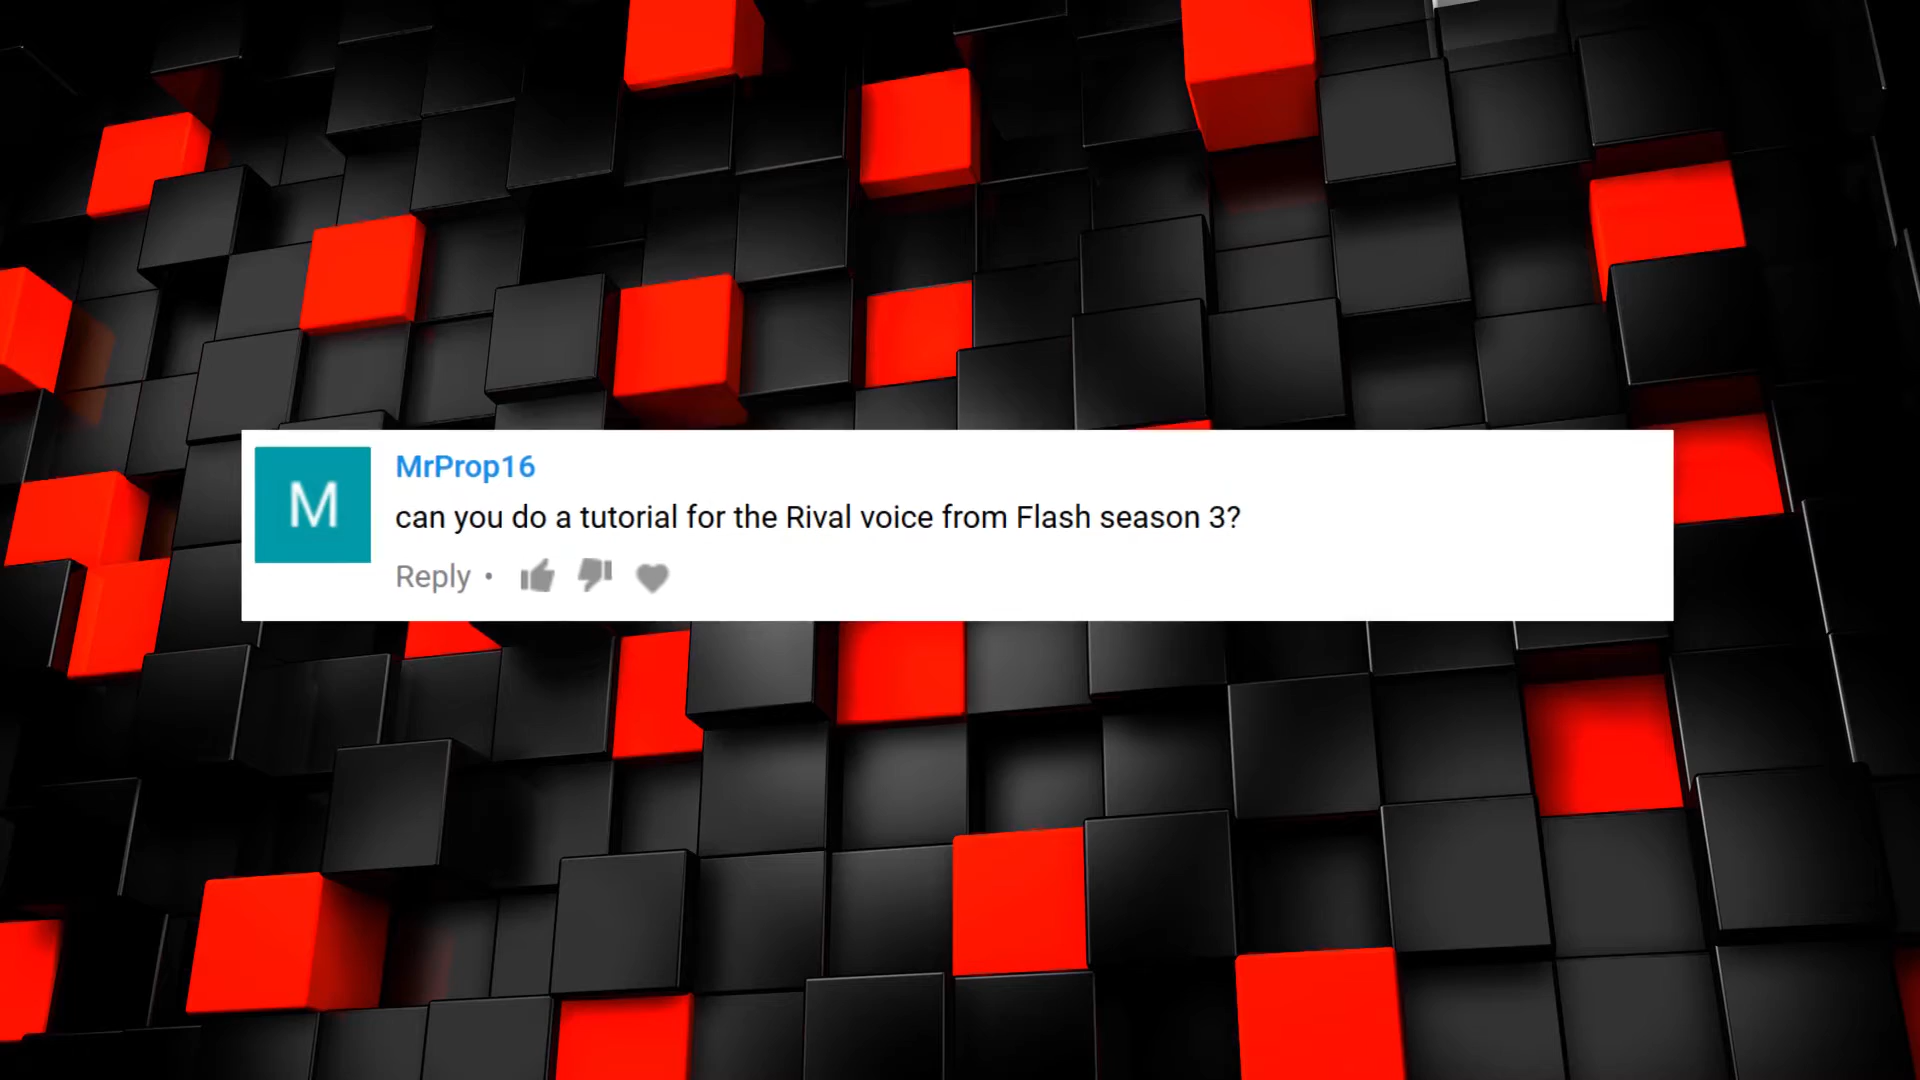 M
MrProp16
can you do a tutorial for the Rival voice from Flash season 3?
Reply •